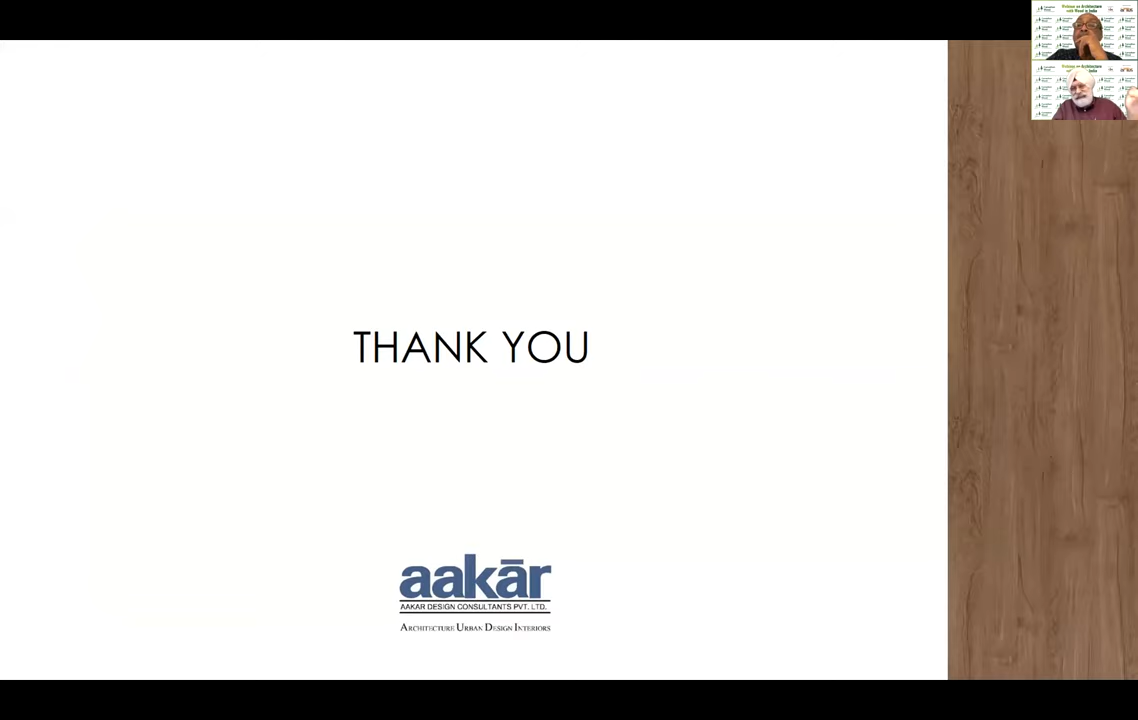 THANK YOU
aakār
AAKAR DESIGN CONSULTANTS PVT. LTD.
ARCHITECTURE URBAN DESIGN INTERIORS